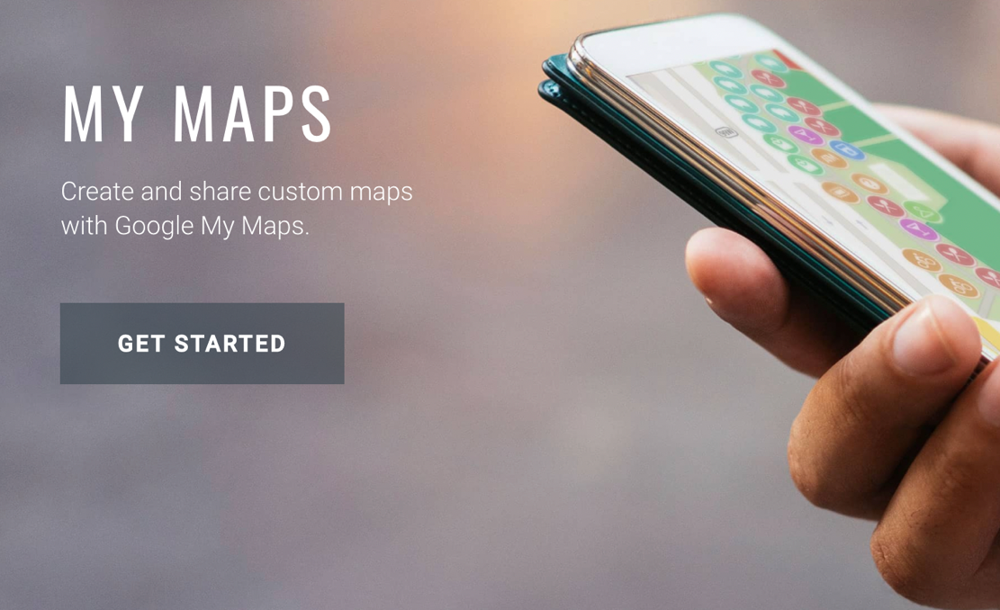 MY MAPS
Create and share custom maps
with Google My Maps.
GET STARTED